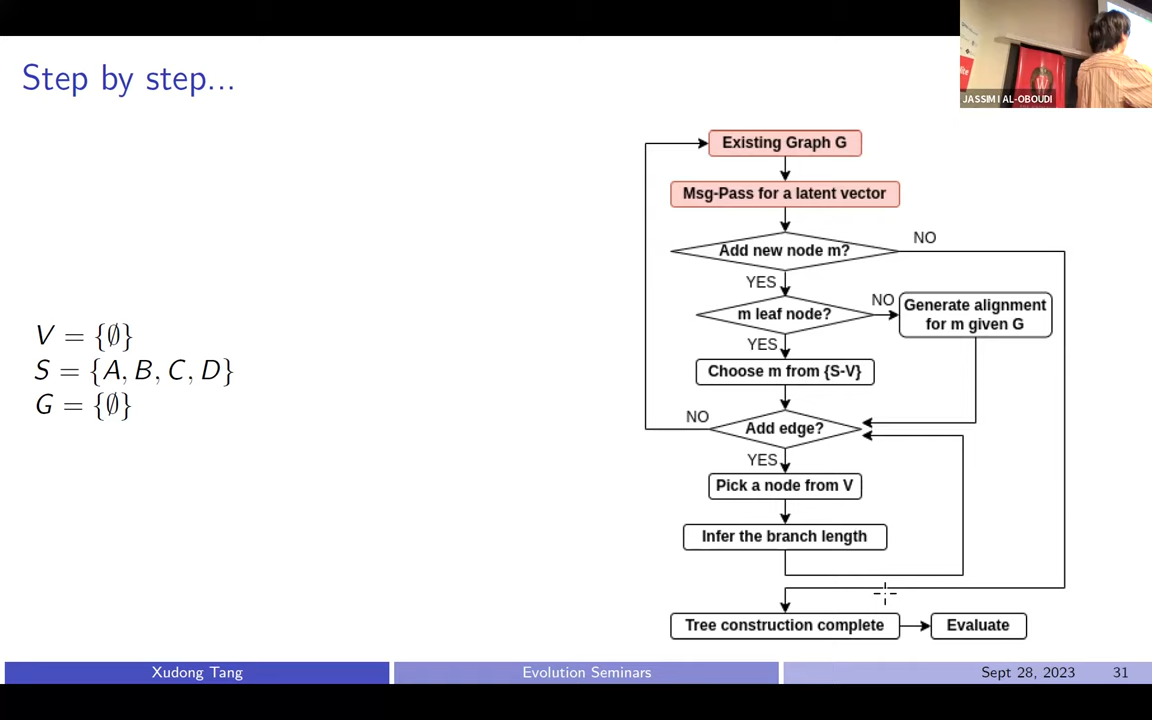 Step by step...
JASSIM I AL-OBOUDI
W
Existing Graph G
Msg-Pass for a latent vector
Add new node m?
NO
YES
m leaf node?
NO
Generate alignment
for m given G
YES
Choose m from {S-V}
NO
Add edge?
YES
Pick a node from V
Infer the branch length
Tree construction complete
Evaluate
V = {∅}
S = {A, B, C, D}
G = {∅}
Xudong Tang
Evolution Seminars
Sept 28, 2023
31